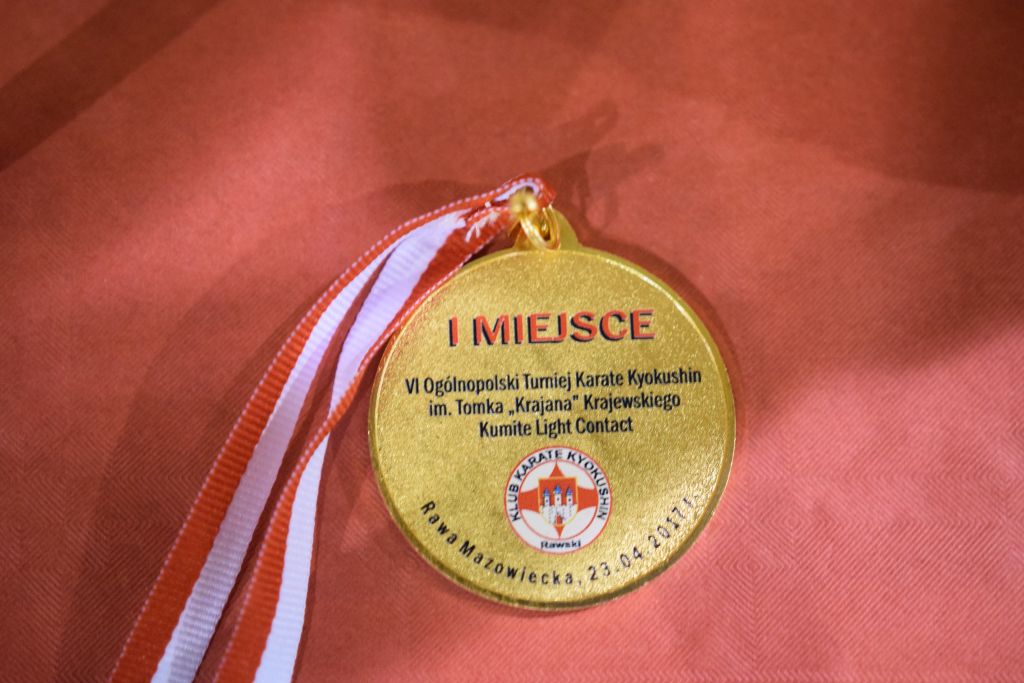 I MIEJSCE
VI Ogólnopolski Turniej Karate Kyokushin
im. Tomka „Krajana” Krajewskiego
Kumite Light Contact
KLUB KARATE KYOKUSHIN
Rawski
Rawa Mazowiecka, 23.04.2017r.